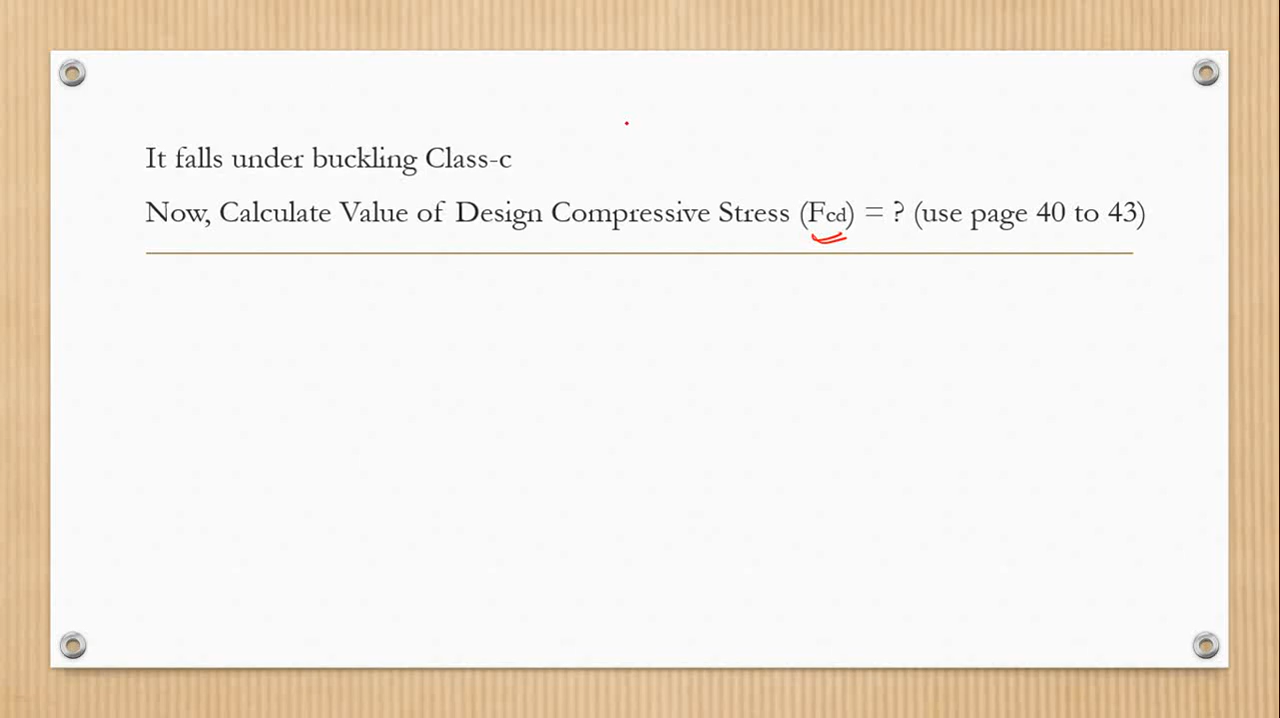 It falls under buckling Class-c
Now, Calculate Value of Design Compressive Stress (Fcd) = ? (use page 40 to 43)